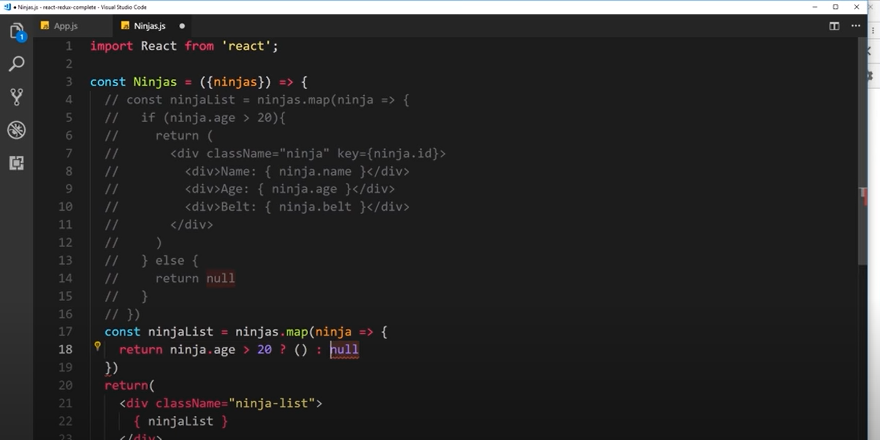 Ninjas.js - react-redux-complete - Visual Studio Code
App.js
Ninjas.js
1
1 import React from 'react';
2
3 const Ninjas = ({ninjas}) => {
4 // const ninjaList = ninjas.map(ninja => {
5 //   if (ninja.age > 20){
6 //     return (
7 //       <div className="ninja" key={ninja.id}>
8 //         <div>Name: { ninja.name }</div>
9 //         <div>Age: { ninja.age }</div>
10 //         <div>Belt: { ninja.belt }</div>
11 //       </div>
12 //     )
13 //   } else {
14 //     return null
15 //   }
16 // })
17 const ninjaList = ninjas.map(ninja => {
18   return ninja.age > 20 ? () : null
19 })
20 return(
21   <div className="ninja-list">
22     { ninjaList }
23   </div>